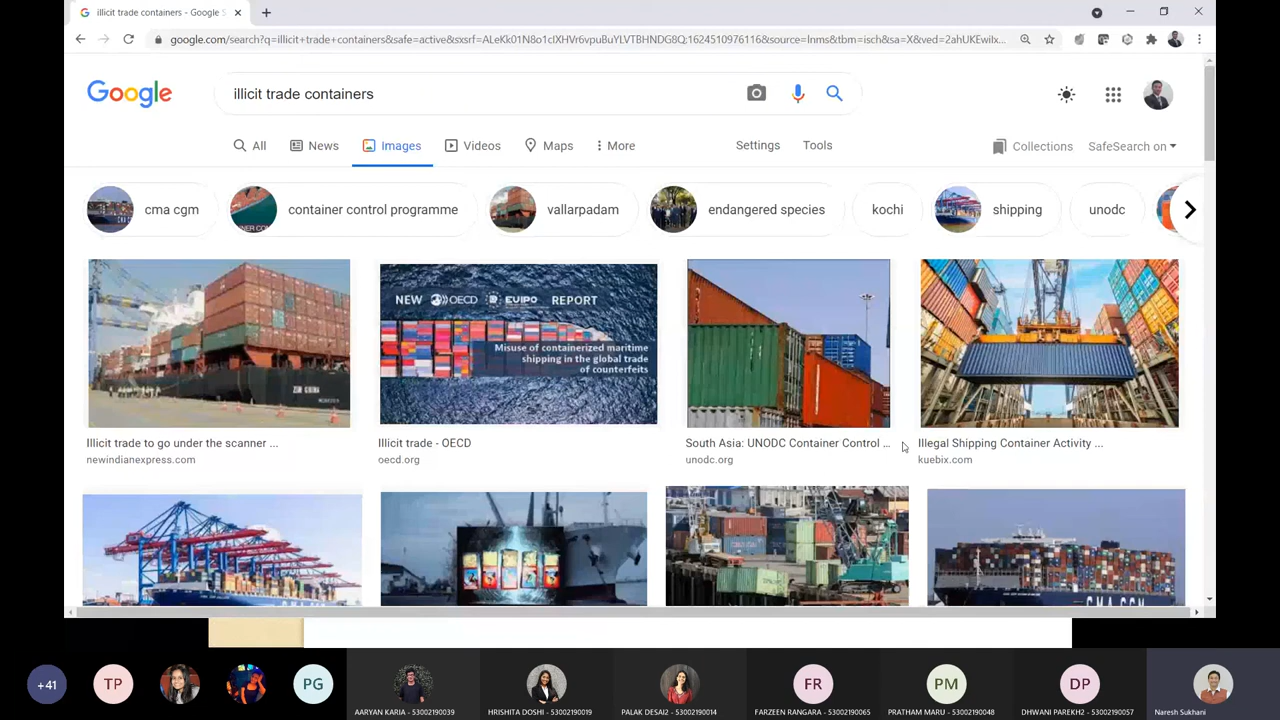 illicit trade containers - Google S
google.com/search?q=illicit+trade+containers&safe=active&sxsrf=ALeKk01N8o1clXHVr6vpuBuYLVTBHNDG8Q:1624510976116&source=lnms&tbm=isch&sa=X&ved=2ahUKEwiIx...
Google
illicit trade containers
All
News
Images
Videos
Maps
More
Settings
Tools
Collections
SafeSearch on
cma cgm
container control programme
vallarpadam
endangered species
kochi
shipping
unodc
NEW OECD EUIPO REPORT
Misuse of containerized maritime
shipping in the global trade
of counterfeits
Illicit trade to go under the scanner ...
newindianexpress.com
Illicit trade - OECD
oecd.org
South Asia: UNODC Container Control ...
unodc.org
Illegal Shipping Container Activity ...
kuebix.com
CMA CGM
+41
TP
PG
AARYAN KARIA - 53002190039
HRISHITA DOSHI - 53002190019
PALAK DESAI2 - 53002190014
FR
FARZEEN RANGARA - 53002190065
PM
PRATHAM MARU - 53002190048
DP
DHWANI PAREKH2 - 53002190057
Naresh Sukhani